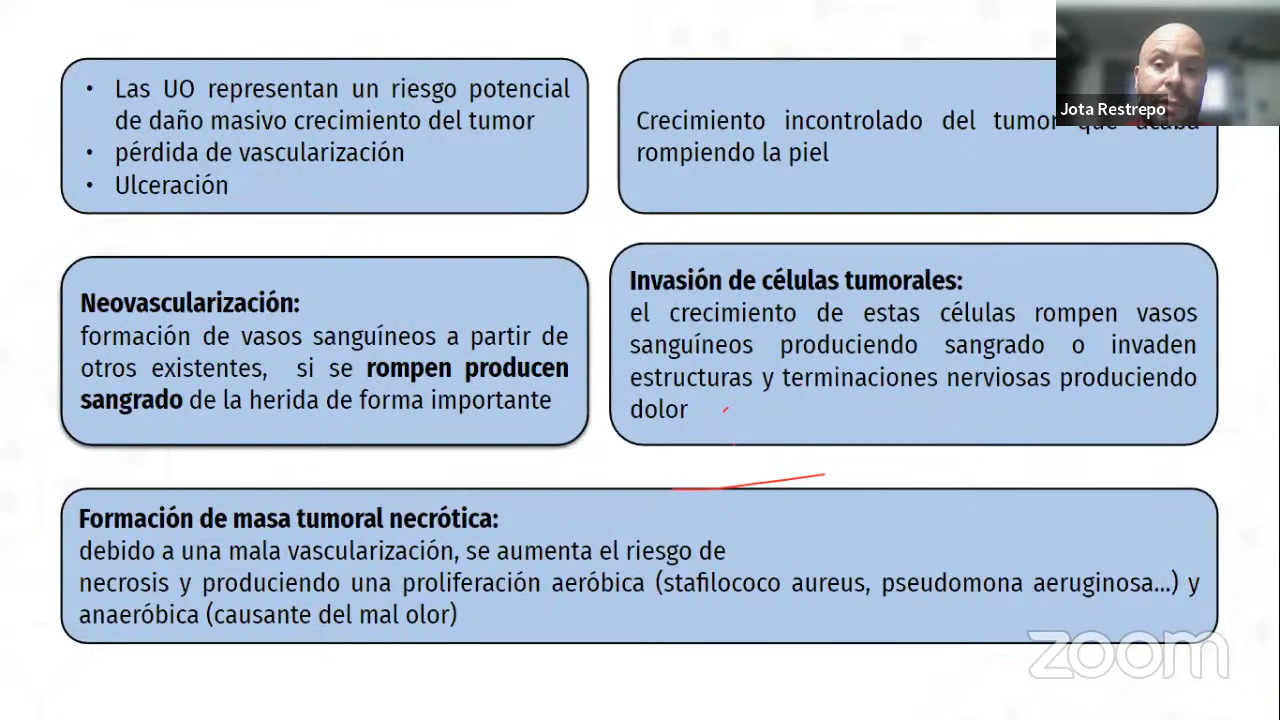 • Las UO representan un riesgo potencial
de daño masivo crecimiento del tumor
• pérdida de vascularización
• Ulceración
Jota Restrepo
Crecimiento incontrolado del tumor que acaba
rompiendo la piel
Neovascularización:
formación de vasos sanguíneos a partir de
otros existentes, si se rompen producen
sangrado de la herida de forma importante
Invasión de células tumorales:
el crecimiento de estas células rompen vasos
sanguíneos produciendo sangrado o invaden
estructuras y terminaciones nerviosas produciendo
dolor
Formación de masa tumoral necrótica:
debido a una mala vascularización, se aumenta el riesgo de
necrosis y produciendo una proliferación aeróbica (stafilococo aureus, pseudomona aeruginosa...) y
anaeróbica (causante del mal olor)
zoom